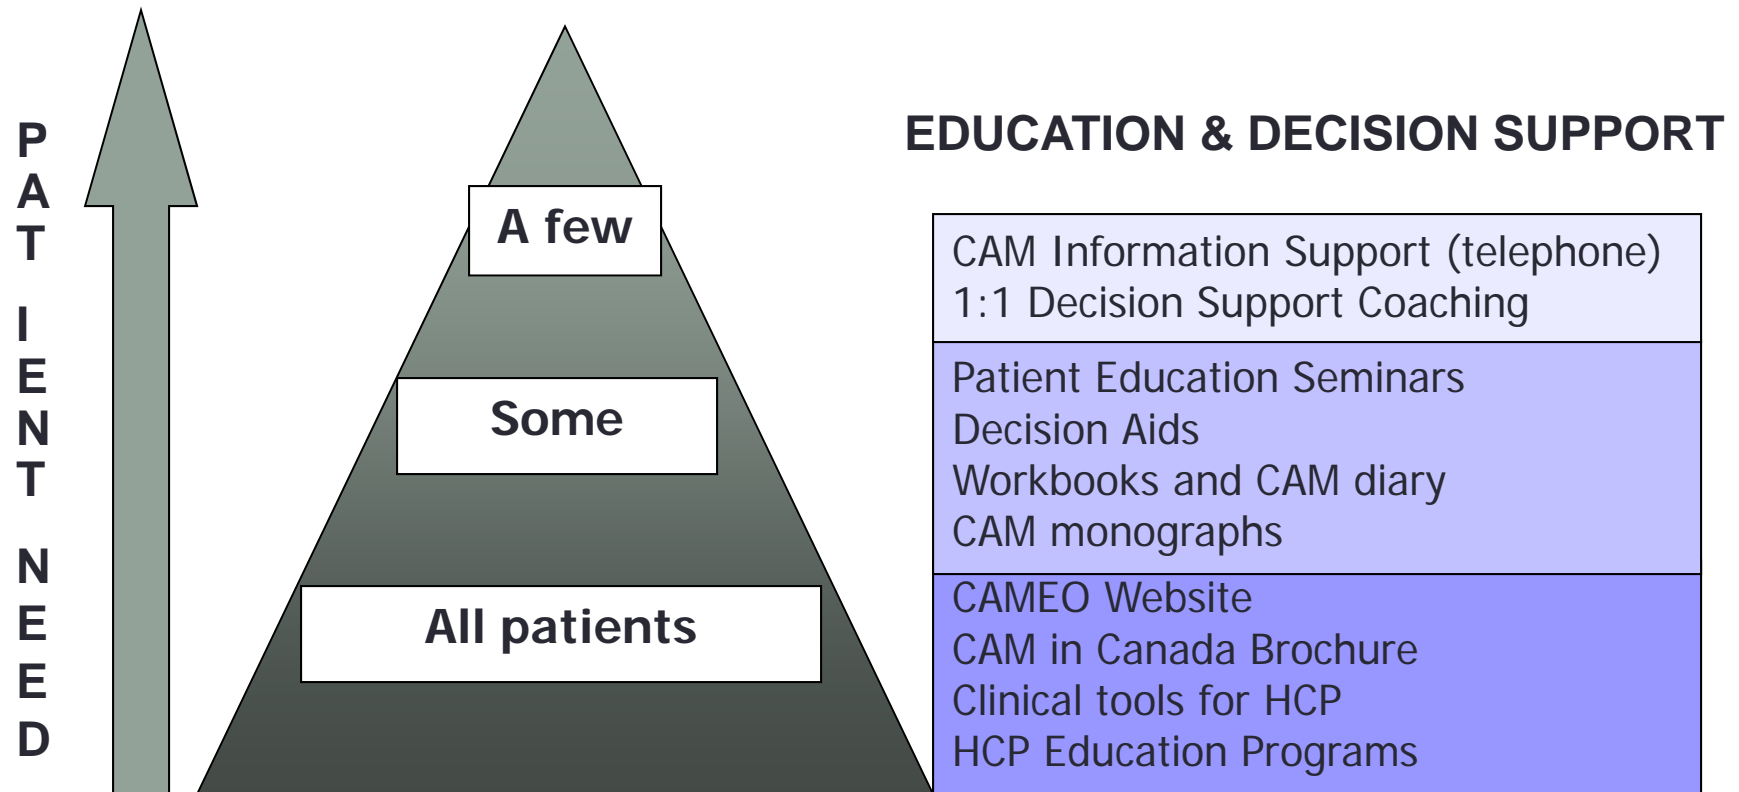 PATIENT NEED
EDUCATION & DECISION SUPPORT
A few
CAM Information Support (telephone)
1:1 Decision Support Coaching
Some
Patient Education Seminars
Decision Aids
Workbooks and CAM diary
CAM monographs
All patients
CAMEO Website
CAM in Canada Brochure
Clinical tools for HCP
HCP Education Programs